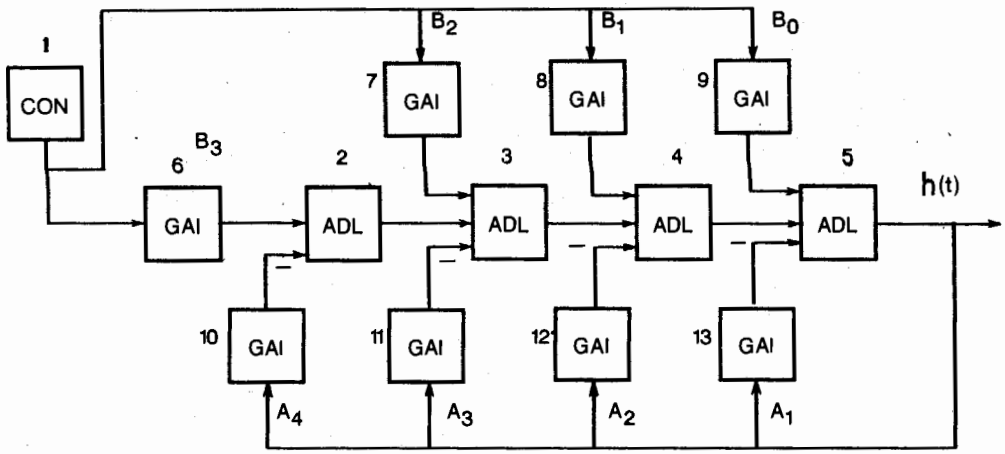 1
CON
B₂
7
GAI
B₁
8
GAI
B₀
9
GAI
B₃
6
GAI
2
ADL
3
ADL
4
ADL
5
ADL
h(t)
−
−
−
−
10
GAI
11
GAI
12
GAI
13
GAI
A₄
A₃
A₂
A₁